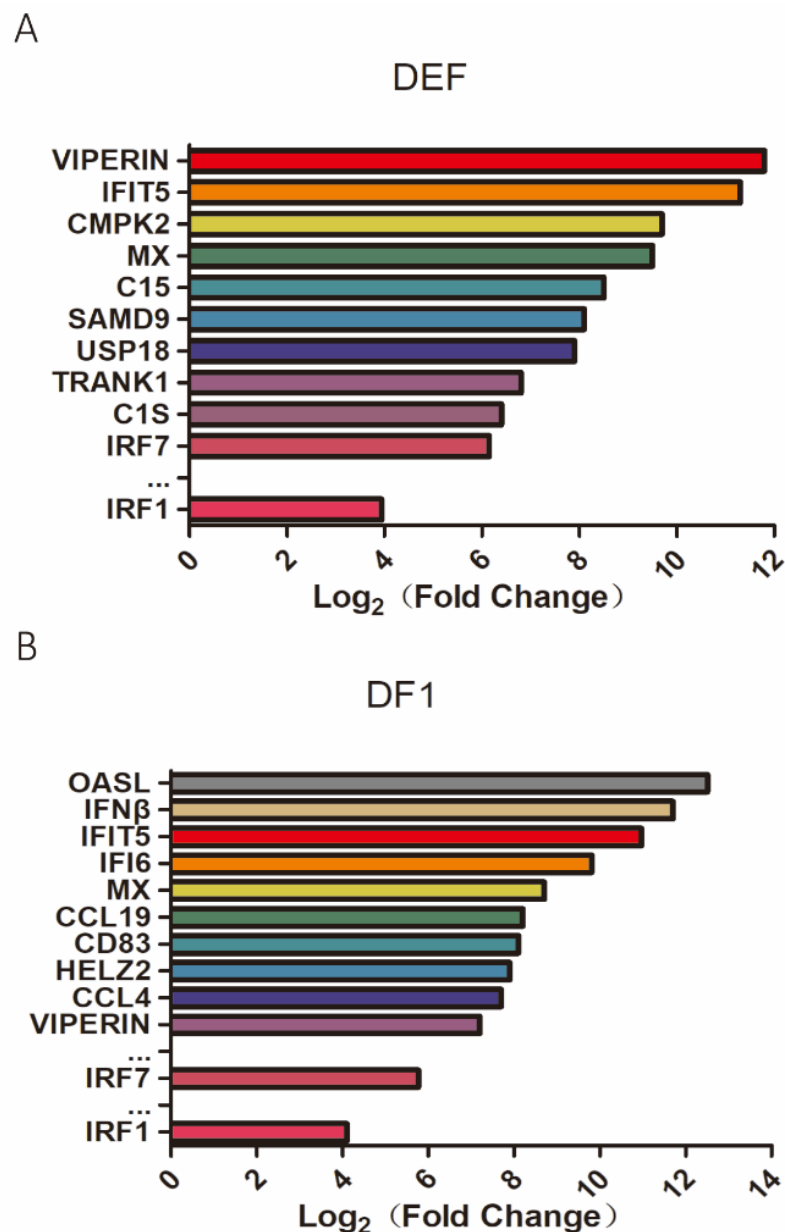 A
DEF
VIPERIN
IFIT5
CMPK2
MX
C15
SAMD9
USP18
TRANK1
C1S
IRF7
...
IRF1
0 2 4 6 8 10 12
Log₂（Fold Change）
B
DF1
OASL
IFNβ
IFIT5
IFI6
MX
CCL19
CD83
HELZ2
CCL4
VIPERIN
...
IRF7
...
IRF1
0 2 4 6 8 10 12 14
Log₂（Fold Change）